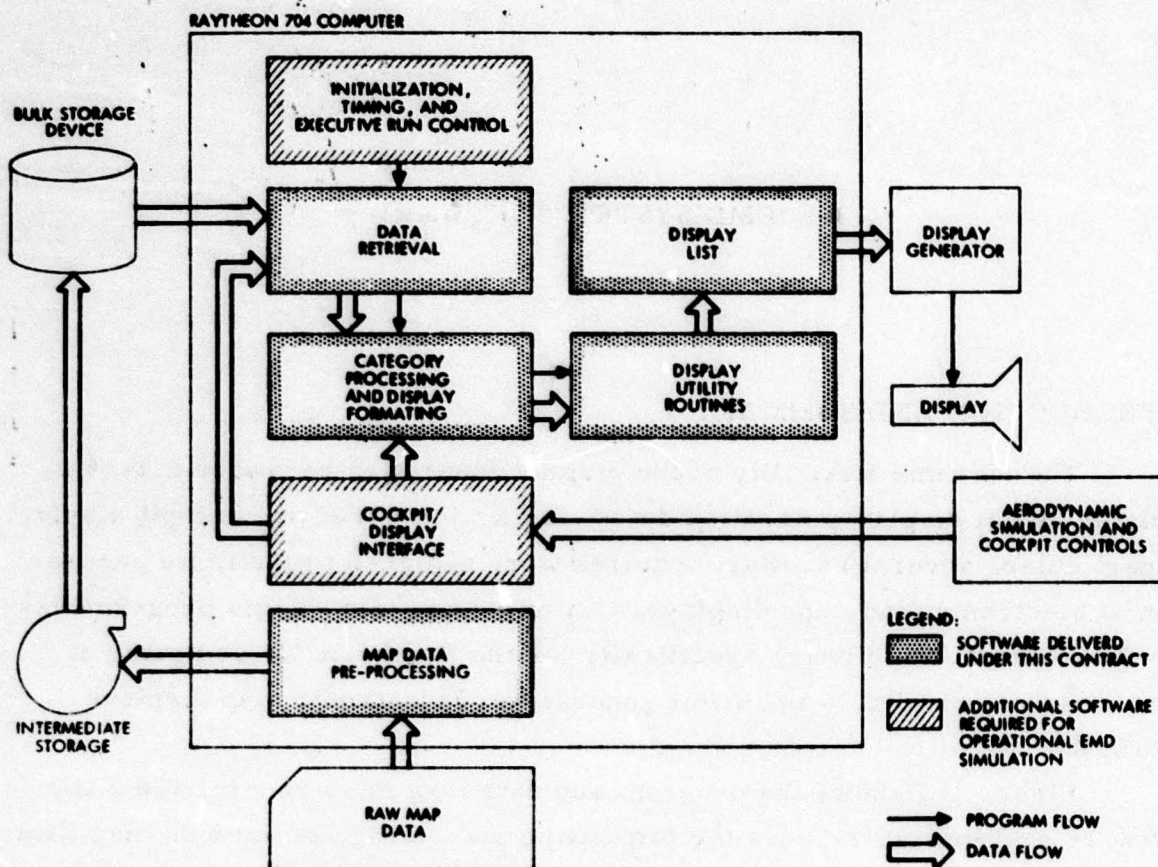 RAYTHEON 704 COMPUTER
INITIALIZATION,
TIMING, AND
EXECUTIVE RUN CONTROL
BULK STORAGE
DEVICE
DATA
RETRIEVAL
DISPLAY
LIST
DISPLAY
GENERATOR
CATEGORY
PROCESSING
AND DISPLAY
FORMATING
DISPLAY
UTILITY
ROUTINES
DISPLAY
COCKPIT/
DISPLAY
INTERFACE
AERODYNAMIC
SIMULATION AND
COCKPIT CONTROLS
MAP DATA
PRE-PROCESSING
INTERMEDIATE
STORAGE
RAW MAP
DATA
LEGEND:
SOFTWARE DELIVERD
UNDER THIS CONTRACT
ADDITIONAL SOFTWARE
REQUIRED FOR
OPERATIONAL EMD
SIMULATION
PROGRAM FLOW
DATA FLOW